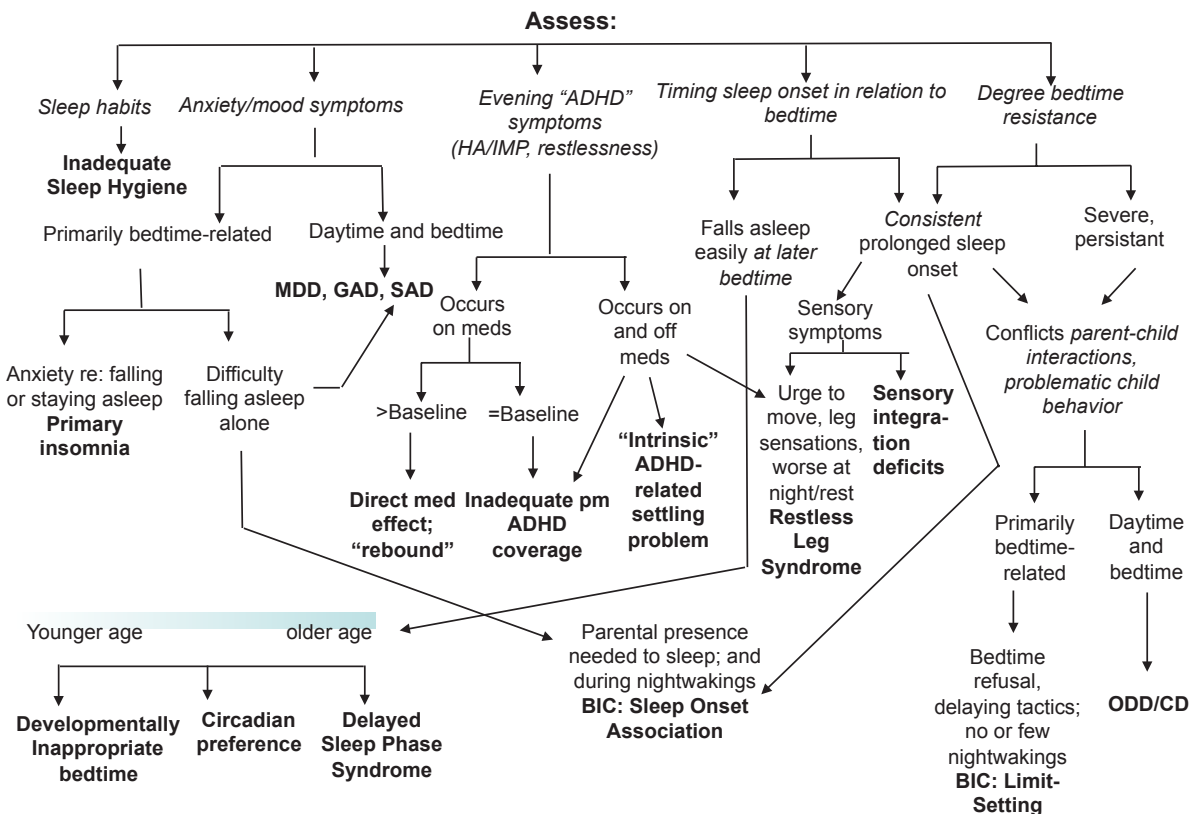 Assess:
Sleep habits
Inadequate
Sleep Hygiene
Anxiety/mood symptoms
Primarily bedtime-related
Anxiety re: falling
or staying asleep
Primary
insomnia
Difficulty
falling asleep
alone
Daytime and bedtime
MDD, GAD, SAD
Evening “ADHD”
symptoms
(HA/IMP, restlessness)
Occurs
on meds
>Baseline
Direct med
effect;
“rebound”
=Baseline
Inadequate pm
ADHD
coverage
Occurs on
and off
meds
“Intrinsic”
ADHD-
related
settling
problem
Timing sleep onset in relation to
bedtime
Falls asleep
easily at later
bedtime
Consistent
prolonged sleep
onset
Sensory
symptoms
Urge to
move, leg
sensations,
worse at
night/rest
Restless
Leg
Syndrome
Sensory
integra-
tion
deficits
Degree bedtime
resistance
Severe,
persistant
Conflicts parent-child
interactions,
problematic child
behavior
Primarily
bedtime-
related
Bedtime
refusal,
delaying tactics;
no or few
nightwakings
BIC: Limit-
Setting
Daytime
and
bedtime
ODD/CD
Younger age
older age
Developmentally
Inappropriate
bedtime
Circadian
preference
Delayed
Sleep Phase
Syndrome
Parental presence
needed to sleep; and
during nightwakings
BIC: Sleep Onset
Association